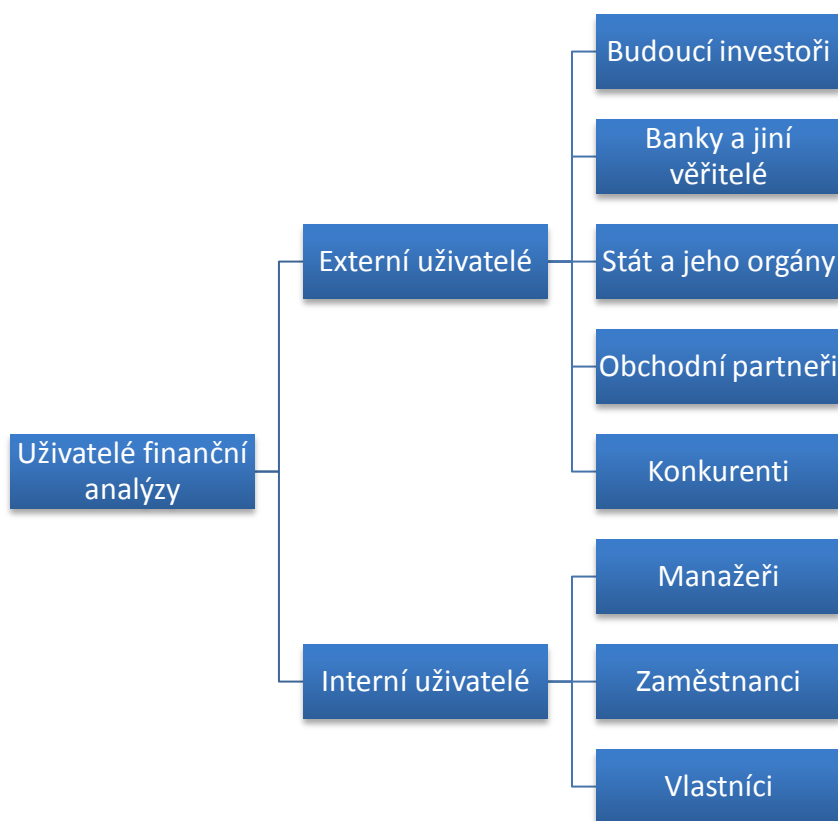 Uživatelé finanční
analýzy
Externí uživatelé
Budoucí investoři
Banky a jiní
věřitelé
Stát a jeho orgány
Obchodní partneři
Konkurenti
Interní uživatelé
Manažeři
Zaměstnanci
Vlastníci